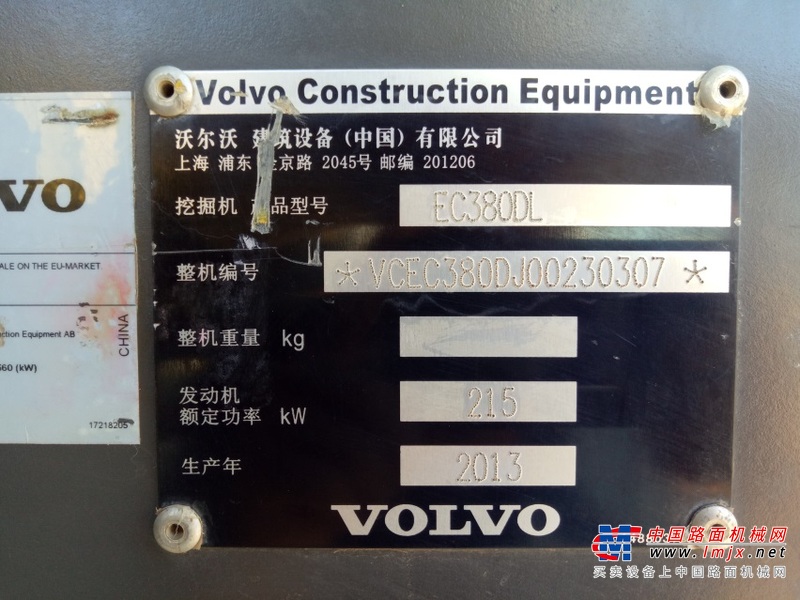 Volvo Construction Equipment
沃尔沃 建筑设备 (中国) 有限公司
上海 浦东 金京路 2045号 邮编 201206
挖掘机 产品型号 EC380DL
整机编号 * VCEC380DJ00230307 *
整机重量 kg
发动机
额定功率 kW 215
生产年 2013
VOLVO
VO
ALE ON THE EU-MARKET
ction Equipment AB
CHINA
60 (kW)
17218205
中国路面机械网
www.lmjx.net
买卖设备上中国路面机械网